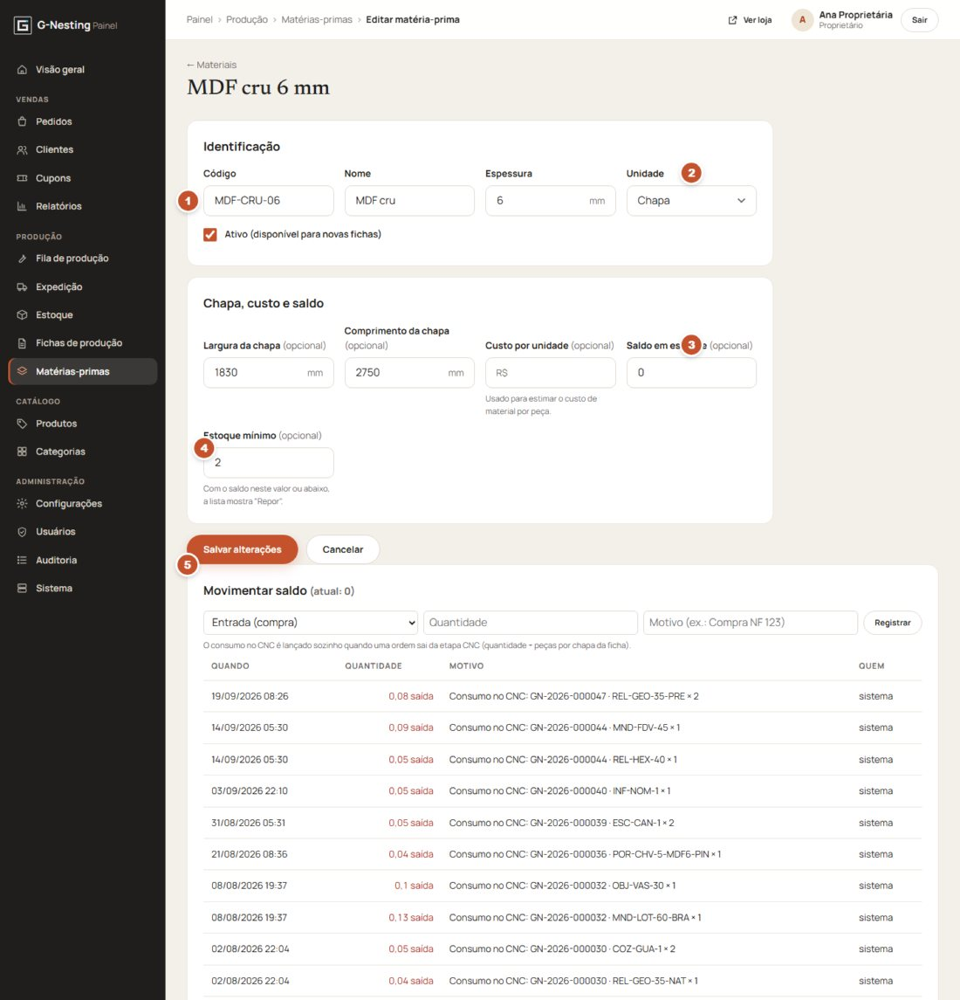 G-Nesting Painel
Painel › Produção › Matérias-primas › Editar matéria-prima
Ver loja
A
Ana Proprietária
Proprietário
Sair
Visão geral
VENDAS
Pedidos
Clientes
Cupons
Relatórios
PRODUÇÃO
Fila de produção
Expedição
Estoque
Fichas de produção
Matérias-primas
CATÁLOGO
Produtos
Categorias
ADMINISTRAÇÃO
Configurações
Usuários
Auditoria
Sistema
← Materiais
MDF cru 6 mm
Identificação
Código Nome Espessura Unidade 2
1 MDF-CRU-06 MDF cru 6 mm Chapa
Ativo (disponível para novas fichas)
Chapa, custo e saldo
Largura da chapa (opcional) Comprimento da chapa (opcional) Custo por unidade (opcional) Saldo em es 3 e (opcional)
1830 mm 2750 mm R$ 0
Usado para estimar o custo de
material por peça.
Estoque mínimo (opcional)
4 2
Com o saldo neste valor ou abaixo,
a lista mostra "Repor".
Salvar alterações Cancelar
5
Movimentar saldo (atual: 0)
Entrada (compra) Quantidade Motivo (ex.: Compra NF 123) Registrar
O consumo no CNC é lançado sozinho quando uma ordem sai da etapa CNC (quantidade ÷ peças por chapa da ficha).
QUANDO QUANTIDADE MOTIVO QUEM
19/09/2026 08:26 0,08 saída Consumo no CNC: GN-2026-000047 · REL-GEO-35-PRE × 2 sistema
14/09/2026 05:30 0,09 saída Consumo no CNC: GN-2026-000044 · MND-FDV-45 × 1 sistema
14/09/2026 05:30 0,05 saída Consumo no CNC: GN-2026-000044 · REL-HEX-40 × 1 sistema
03/09/2026 22:10 0,05 saída Consumo no CNC: GN-2026-000040 · INF-NOM-1 × 1 sistema
31/08/2026 05:31 0,05 saída Consumo no CNC: GN-2026-000039 · ESC-CAN-1 × 2 sistema
21/08/2026 08:36 0,04 saída Consumo no CNC: GN-2026-000036 · POR-CHV-5-MDF6-PIN × 1 sistema
08/08/2026 19:37 0,1 saída Consumo no CNC: GN-2026-000032 · OBJ-VAS-30 × 1 sistema
08/08/2026 19:37 0,13 saída Consumo no CNC: GN-2026-000032 · MND-LOT-60-BRA × 1 sistema
02/08/2026 22:04 0,05 saída Consumo no CNC: GN-2026-000030 · COZ-GUA-1 × 2 sistema
02/08/2026 22:04 0,04 saída Consumo no CNC: GN-2026-000030 · REL-GEO-35-NAT × 1 sistema